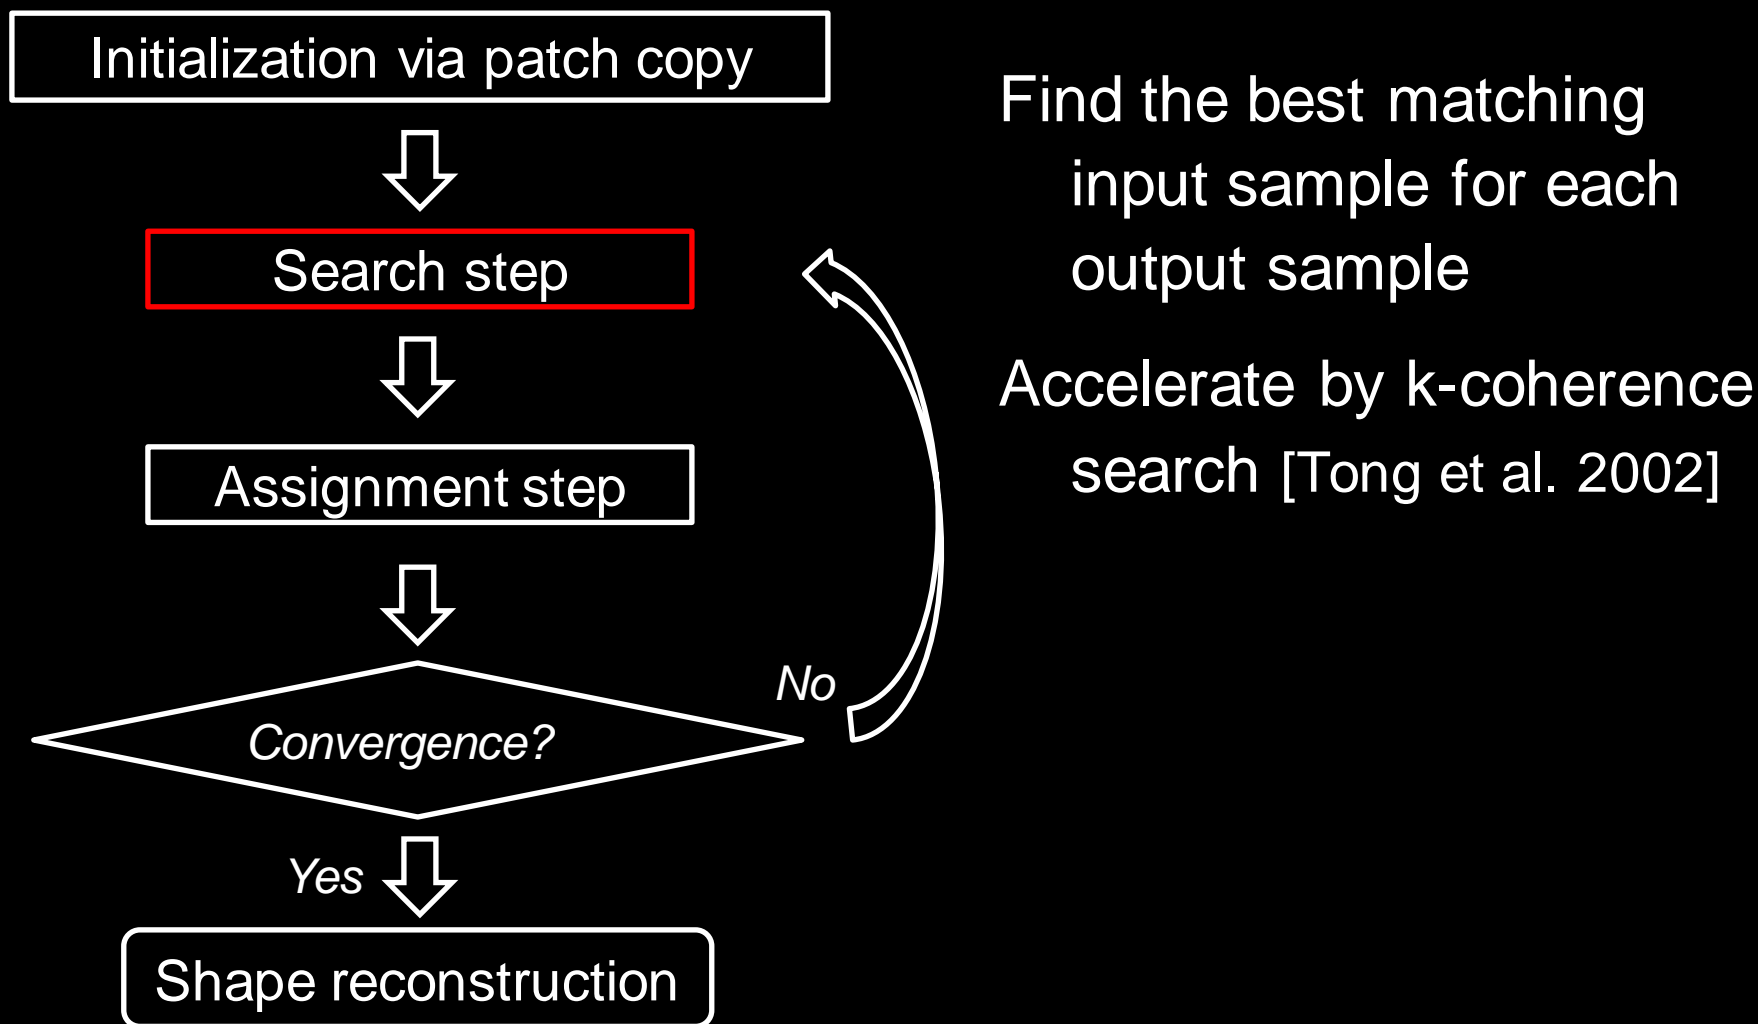 Initialization via patch copy
Search step
Assignment step
Convergence?
No
Yes
Shape reconstruction
Find the best matching
input sample for each
output sample
Accelerate by k-coherence
search [Tong et al. 2002]